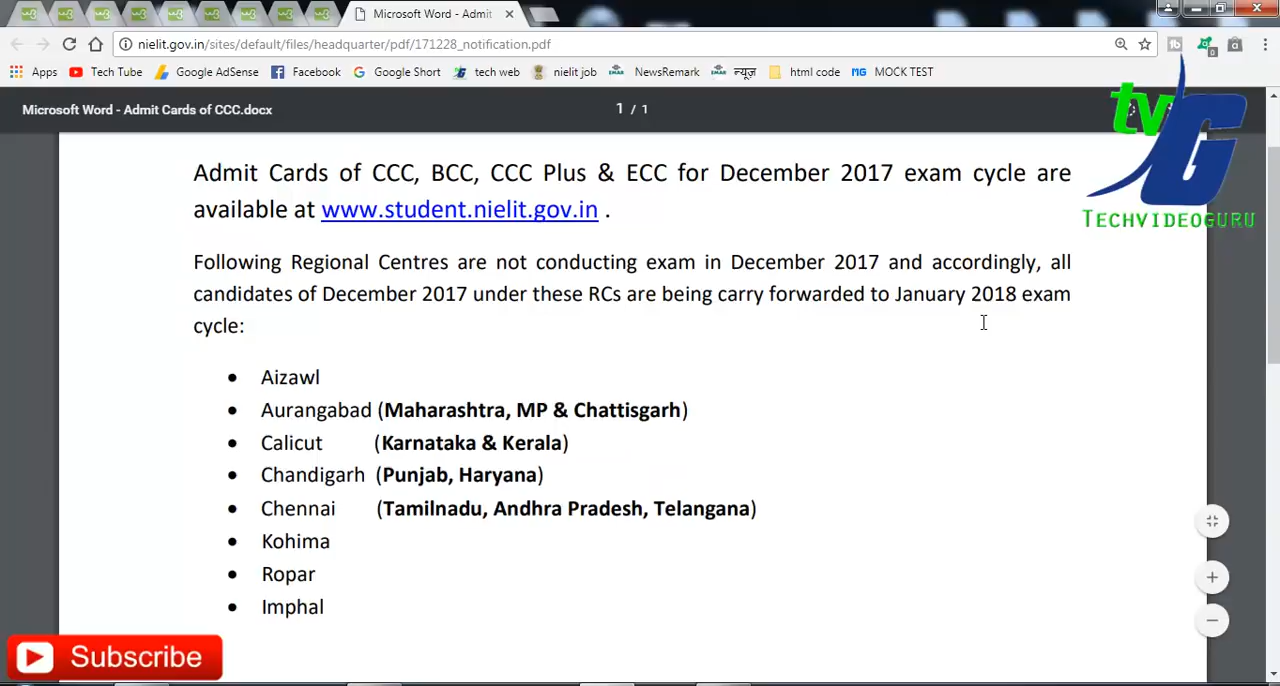 Microsoft Word - Admit
nielit.gov.in/sites/default/files/headquarter/pdf/171228_notification.pdf
Apps Tech Tube Google AdSense Facebook Google Short tech web nielit job NewsRemark न्यूज़ html code MG MOCK TEST
Microsoft Word - Admit Cards of CCC.docx
1 / 1
tvG
TECHVIDEOGURU
Admit Cards of CCC, BCC, CCC Plus & ECC for December 2017 exam cycle are
available at www.student.nielit.gov.in .
Following Regional Centres are not conducting exam in December 2017 and accordingly, all
candidates of December 2017 under these RCs are being carry forwarded to January 2018 exam
cycle:
• Aizawl
• Aurangabad (Maharashtra, MP & Chattisgarh)
• Calicut (Karnataka & Kerala)
• Chandigarh (Punjab, Haryana)
• Chennai (Tamilnadu, Andhra Pradesh, Telangana)
• Kohima
• Ropar
• Imphal
Subscribe